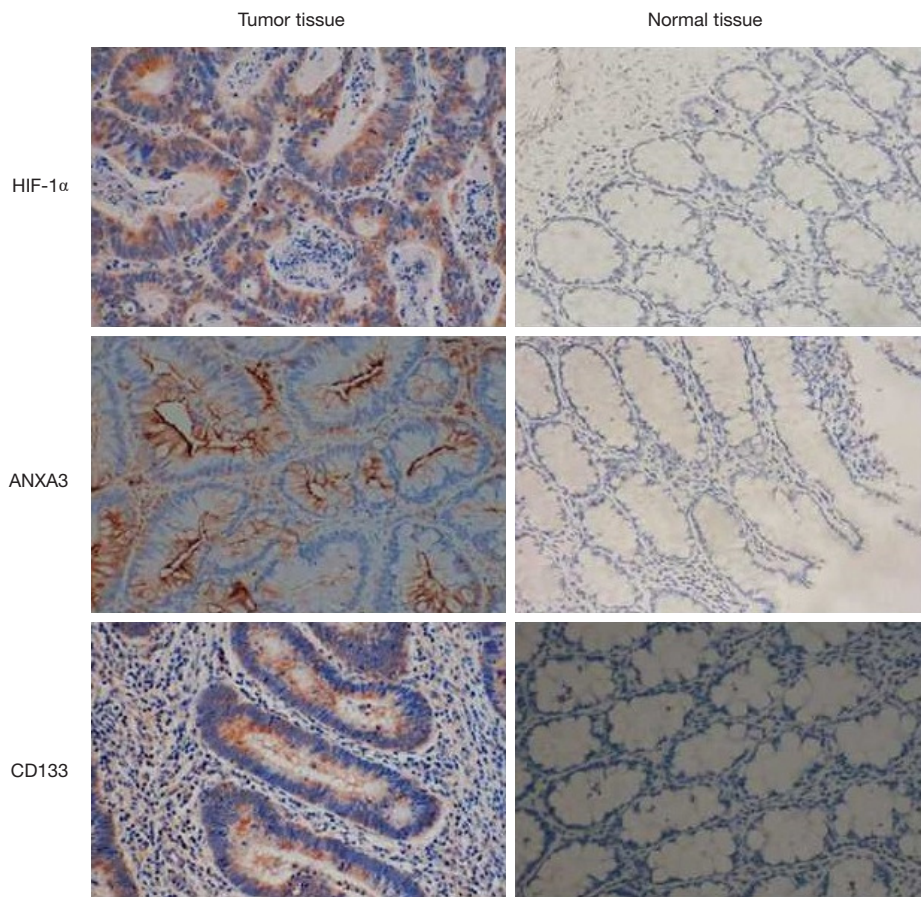 Tumor tissue
Normal tissue
HIF-1α
ANXA3
CD133